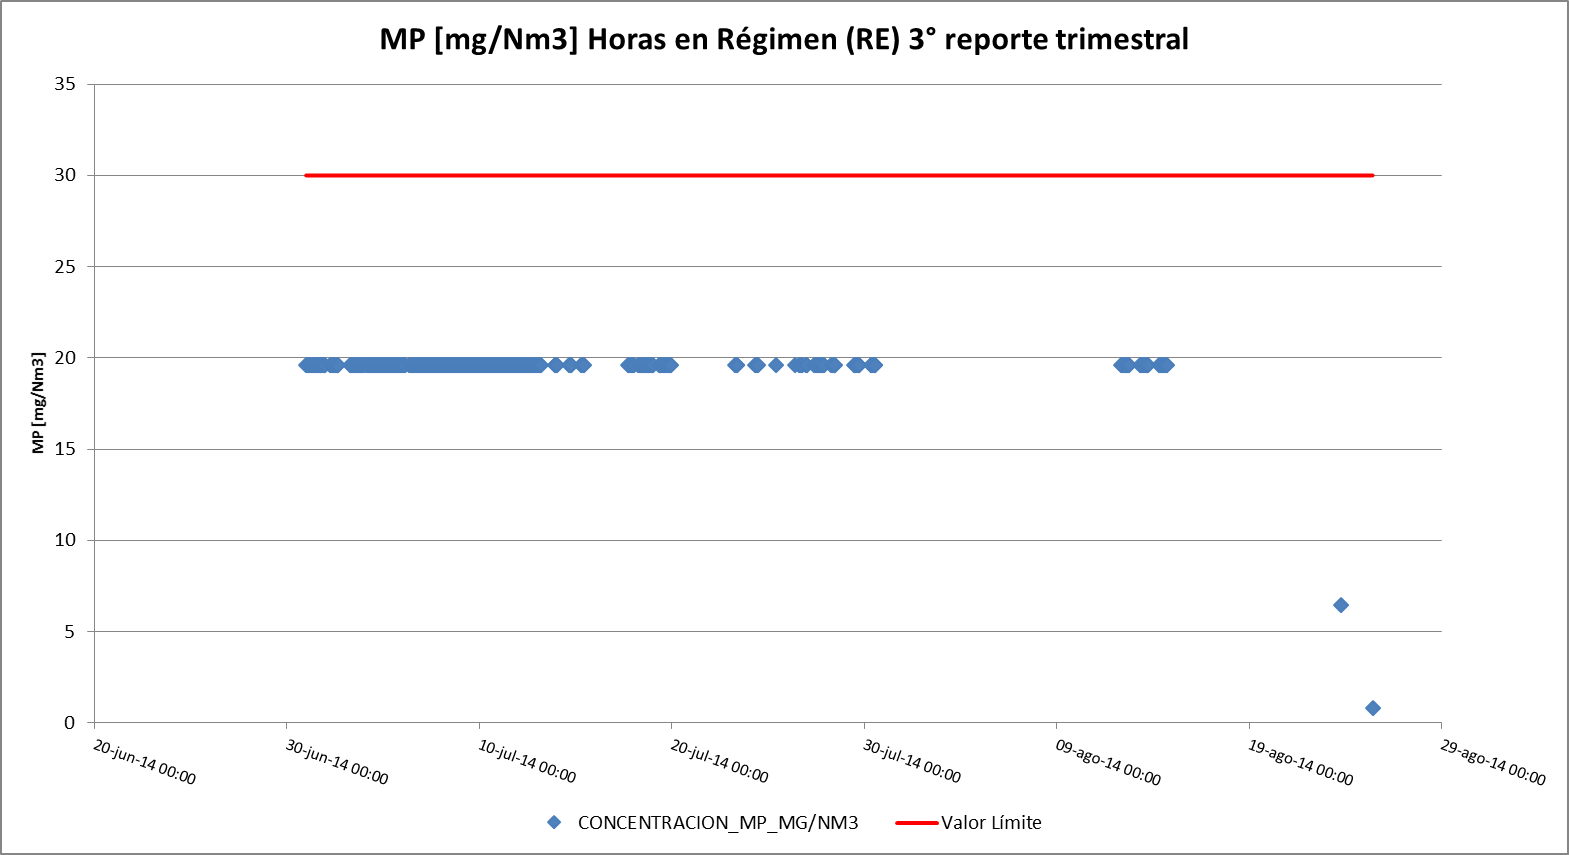 MP [mg/Nm3] Horas en Régimen (RE) 3° reporte trimestral
35
30
25
20
15
10
5
0
MP [mg/Nm3]
20-jun-14 00:00
30-jun-14 00:00
10-jul-14 00:00
20-jul-14 00:00
30-jul-14 00:00
09-ago-14 00:00
19-ago-14 00:00
29-ago-14 00:00
CONCENTRACION_MP_MG/NM3
Valor Límite